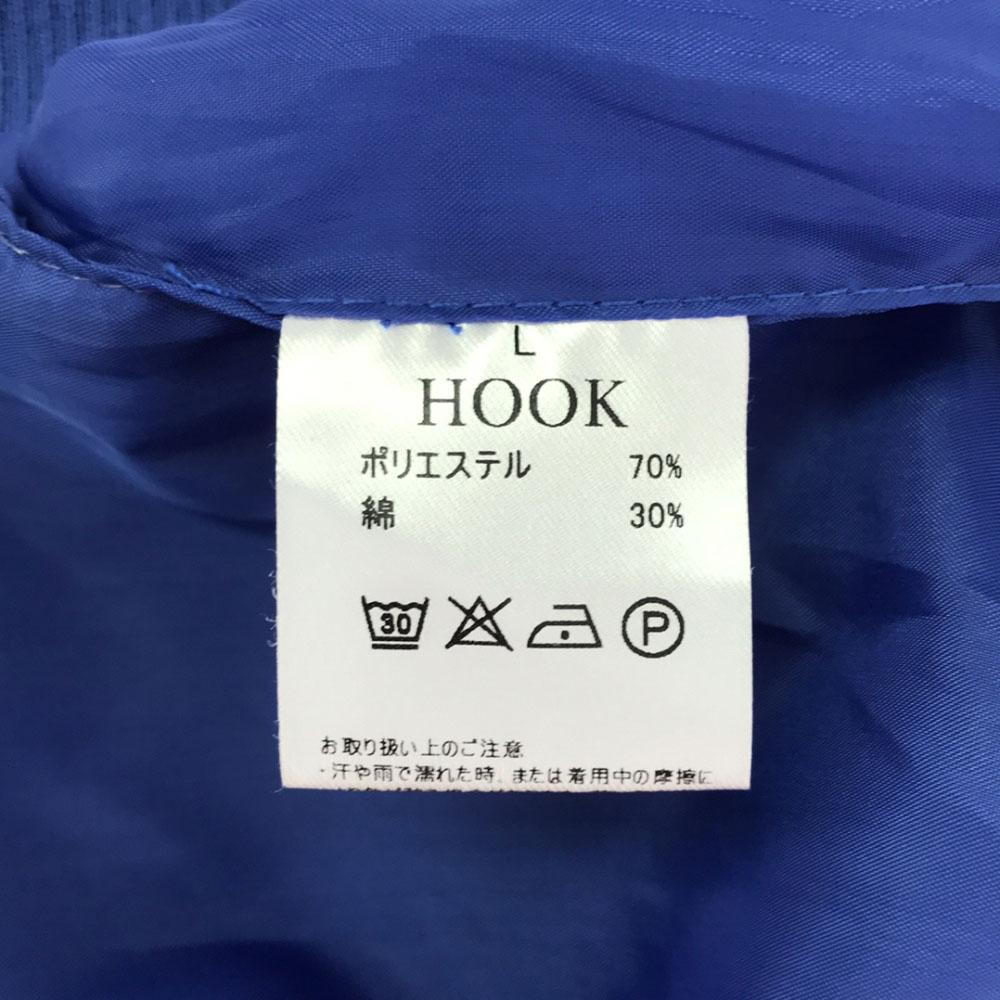 L
HOOK
ポリエステル 70%
綿 30%
30 P
お取り扱い上のご注意
・汗や雨で濡れた時、または着用中の摩擦に